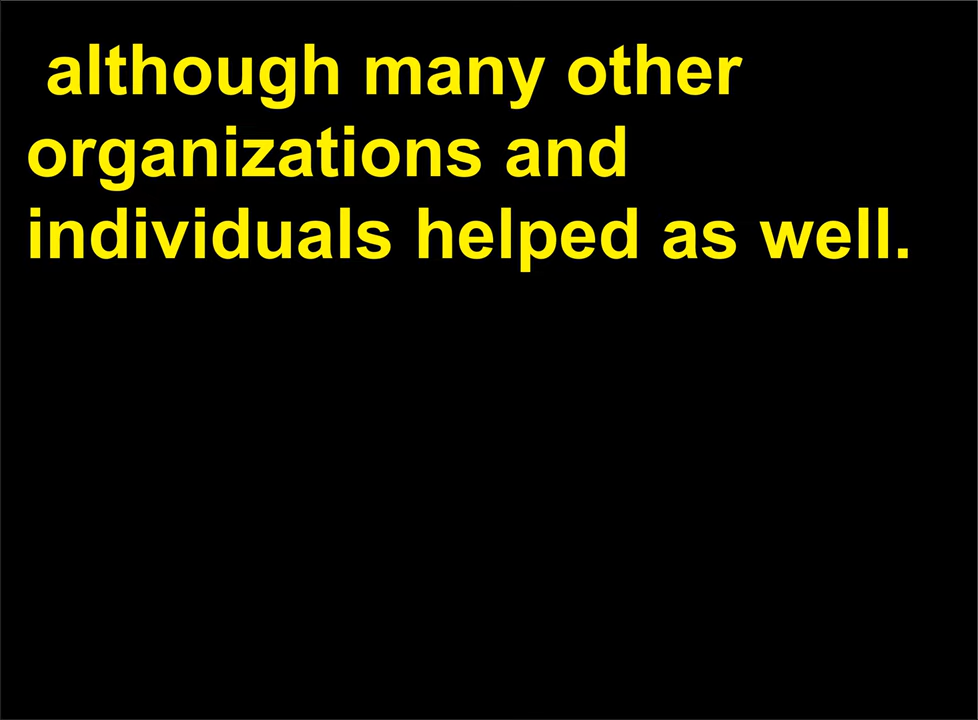 although many other
organizations and
individuals helped as well.